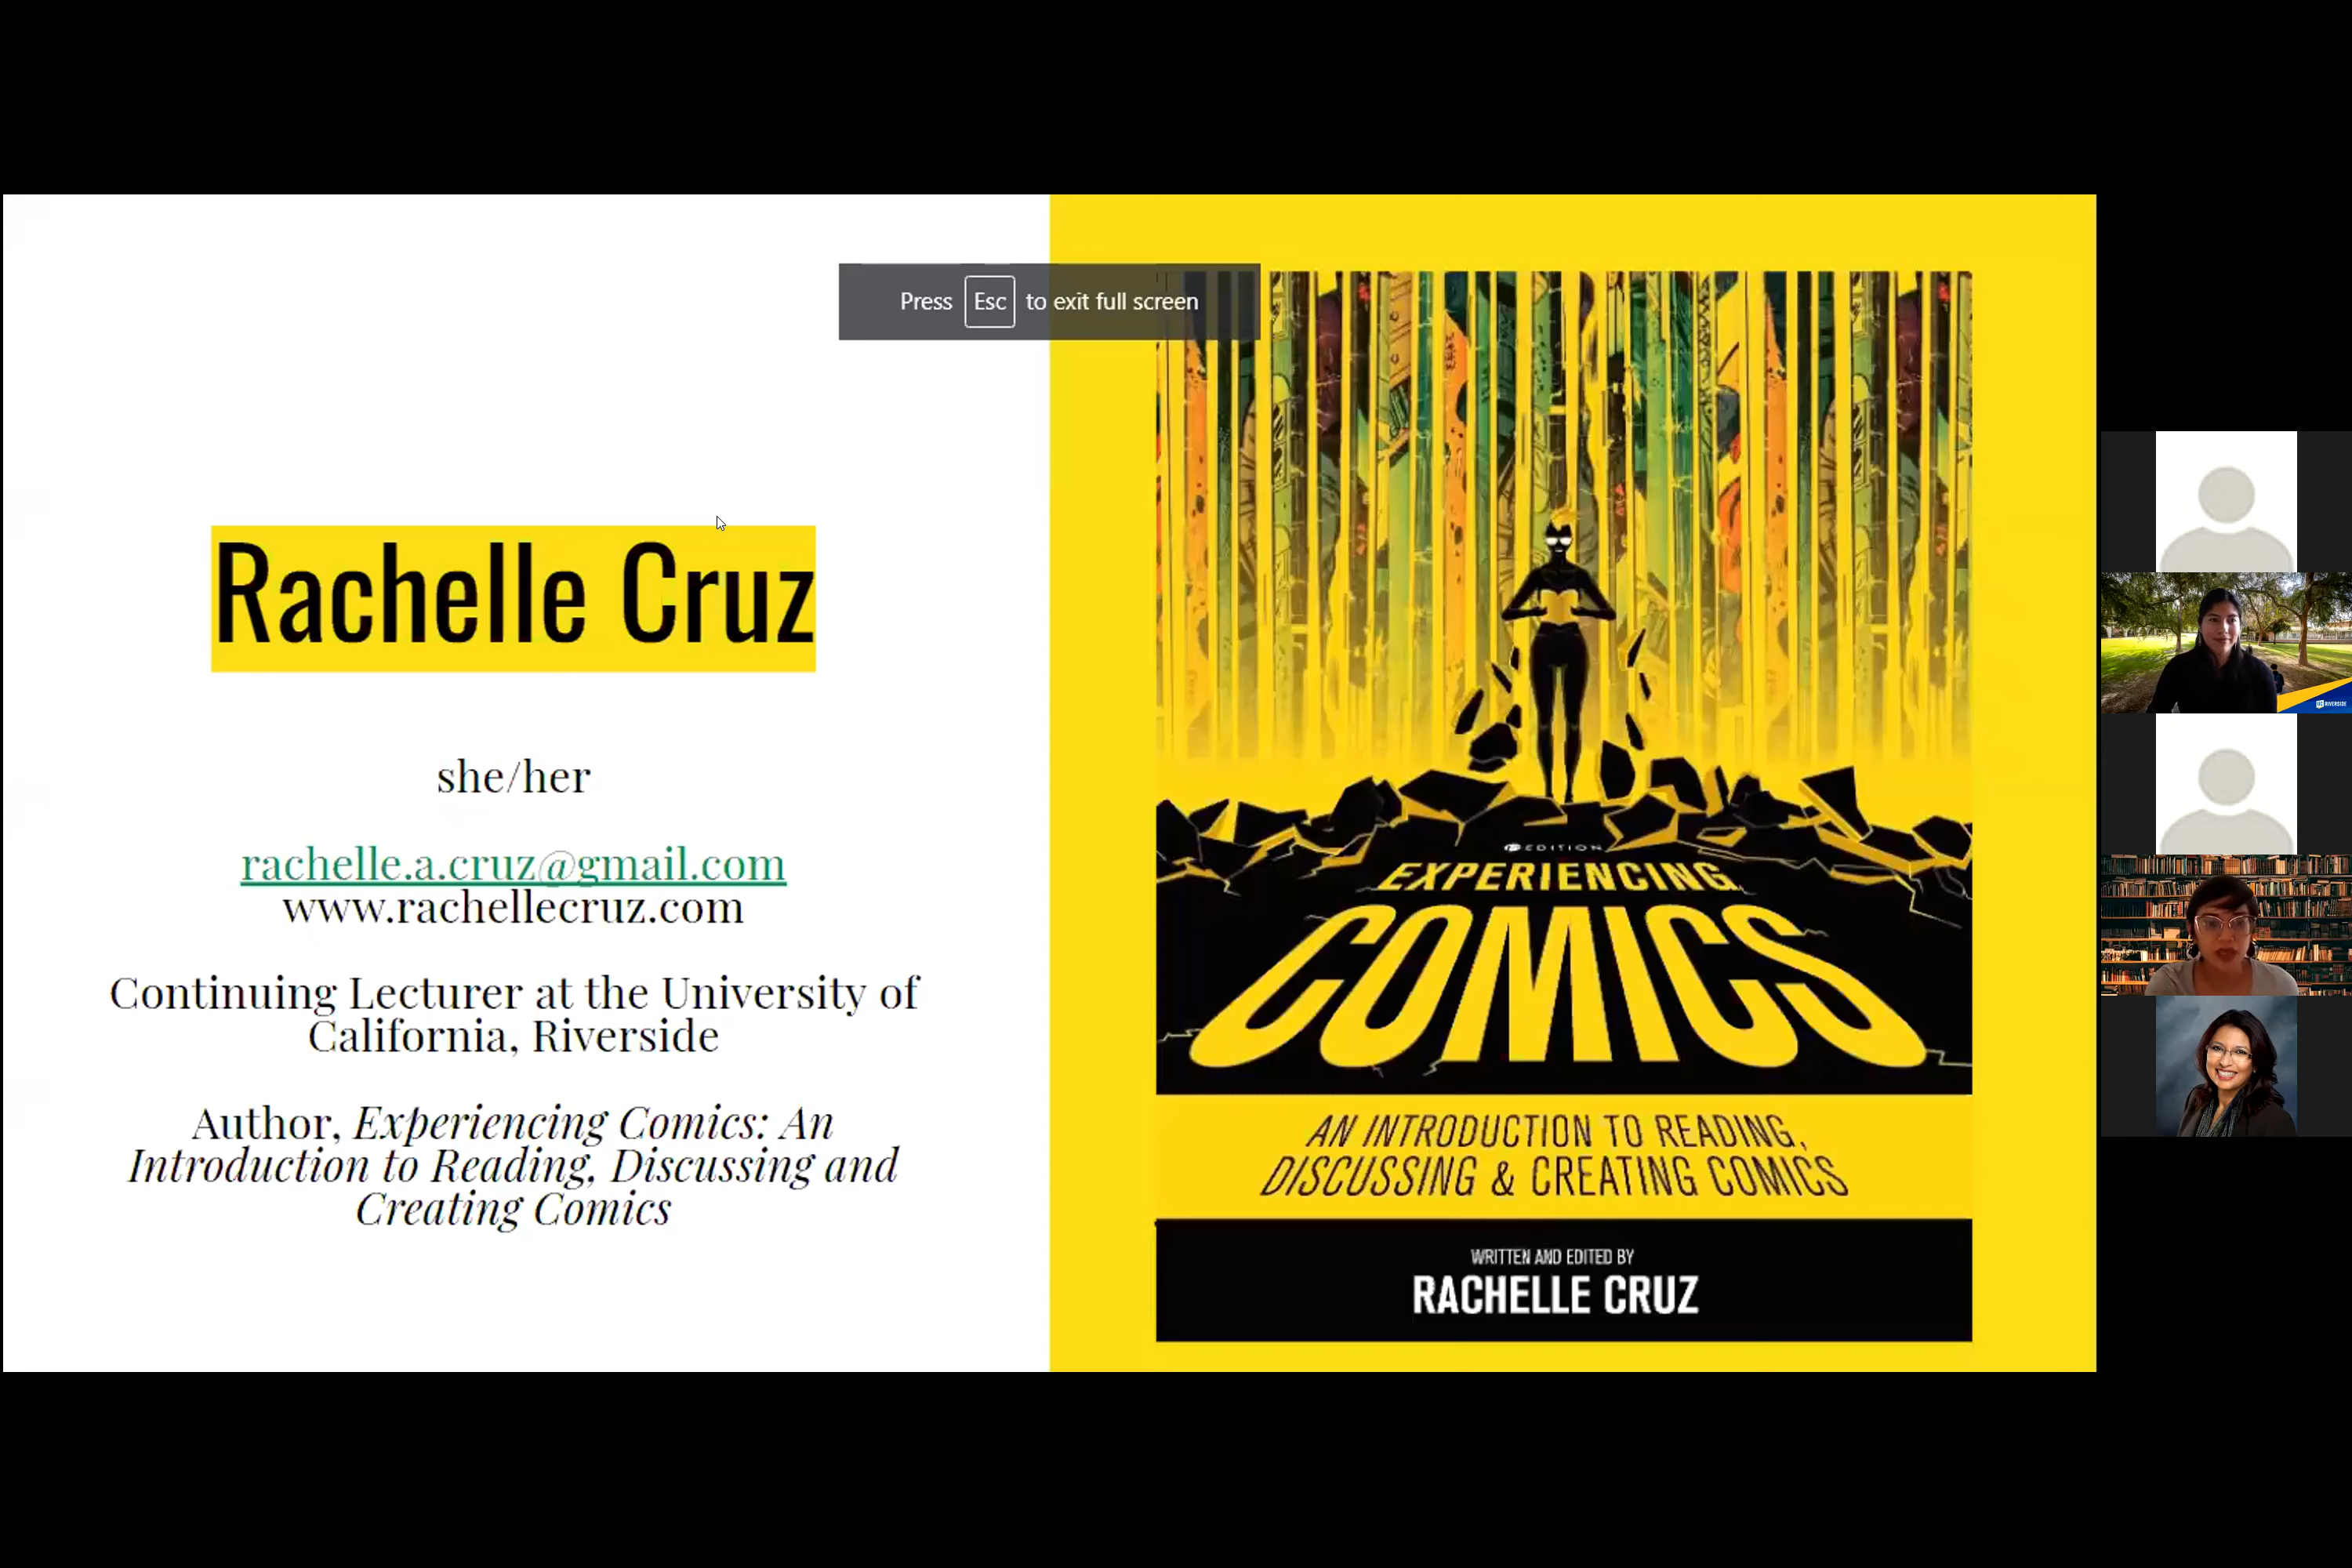 Press Esc to exit full screen
Rachelle Cruz
she/her
rachelle.a.cruz@gmail.com
www.rachellecruz.com
Continuing Lecturer at the University of
California, Riverside
Author, Experiencing Comics: An
Introduction to Reading, Discussing and
Creating Comics
EDITION
EXPERIENCING
COMICS
AN INTRODUCTION TO READING,
DISCUSSING & CREATING COMICS
WRITTEN AND EDITED BY
RACHELLE CRUZ
RIVERSIDE